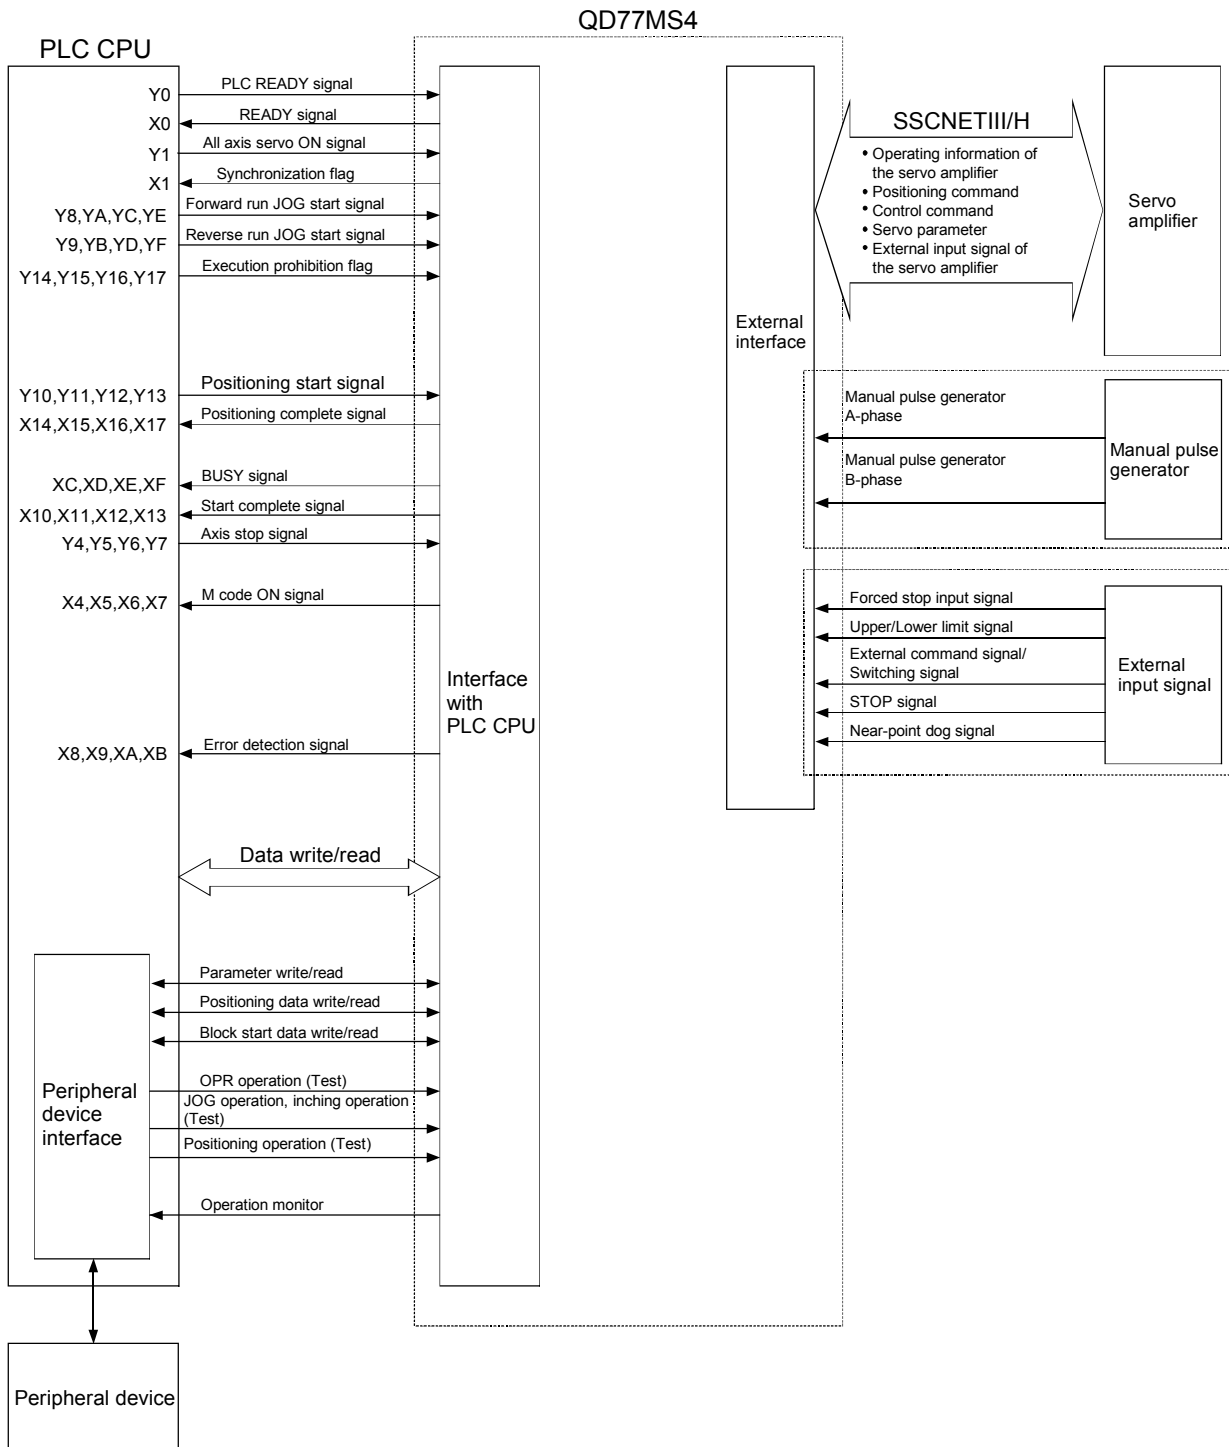 QD77MS4
PLC CPU
Y0
PLC READY signal
X0
READY signal
Y1
All axis servo ON signal
X1
Synchronization flag
Y8,YA,YC,YE
Forward run JOG start signal
Y9,YB,YD,YF
Reverse run JOG start signal
Y14,Y15,Y16,Y17
Execution prohibition flag
Y10,Y11,Y12,Y13
Positioning start signal
X14,X15,X16,X17
Positioning complete signal
XC,XD,XE,XF
BUSY signal
X10,X11,X12,X13
Start complete signal
Y4,Y5,Y6,Y7
Axis stop signal
X4,X5,X6,X7
M code ON signal
X8,X9,XA,XB
Error detection signal
Data write/read
Parameter write/read
Positioning data write/read
Block start data write/read
OPR operation (Test)
JOG operation, inching operation
(Test)
Positioning operation (Test)
Operation monitor
Peripheral
device
interface
Peripheral device
Interface
with
PLC CPU
External
interface
SSCNETIII/H
• Operating information of
the servo amplifier
• Positioning command
• Control command
• Servo parameter
• External input signal of
the servo amplifier
Servo
amplifier
Manual pulse generator
A-phase
Manual pulse generator
B-phase
Manual pulse
generator
Forced stop input signal
Upper/Lower limit signal
External command signal/
Switching signal
STOP signal
Near-point dog signal
External
input signal